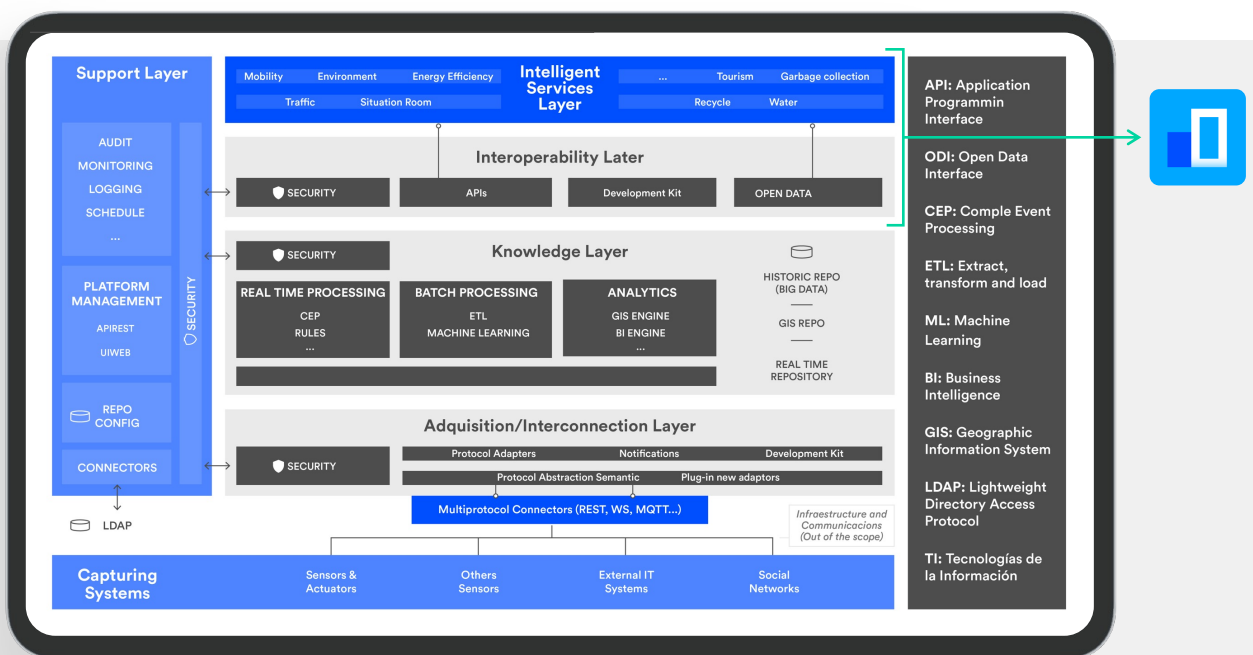 Support Layer
AUDIT
MONITORING
LOGGING
SCHEDULE
...
PLATFORM
MANAGEMENT
APIREST
UIWEB
REPO
CONFIG
CONNECTORS
SECURITY
LDAP
Intelligent
Services
Layer
Mobility Environment Energy Efficiency
Traffic Situation Room
... Tourism Garbage collection
Recycle Water
Interoperability Later
SECURITY
APIs
Development Kit
OPEN DATA
Knowledge Layer
SECURITY
REAL TIME PROCESSING
CEP
RULES
...
BATCH PROCESSING
ETL
MACHINE LEARNING
ANALYTICS
GIS ENGINE
BI ENGINE
...
HISTORIC REPO
(BIG DATA)
GIS REPO
REAL TIME
REPOSITORY
Adquisition/Interconnection Layer
SECURITY
Protocol Adapters Notifications Development Kit
Protocol Abstraction Semantic Plug-in new adaptors
Multiprotocol Connectors (REST, WS, MQTT...)
Infraestructure and
Communicacions
(Out of the scope)
Capturing
Systems
Sensors &
Actuators
Others
Sensors
External IT
Systems
Social
Networks
API: Application
Programmin
Interface
ODI: Open Data
Interface
CEP: Comple Event
Processing
ETL: Extract,
transform and load
ML: Machine
Learning
BI: Business
Intelligence
GIS: Geographic
Information System
LDAP: Lightweight
Directory Access
Protocol
TI: Tecnologías de
la Información